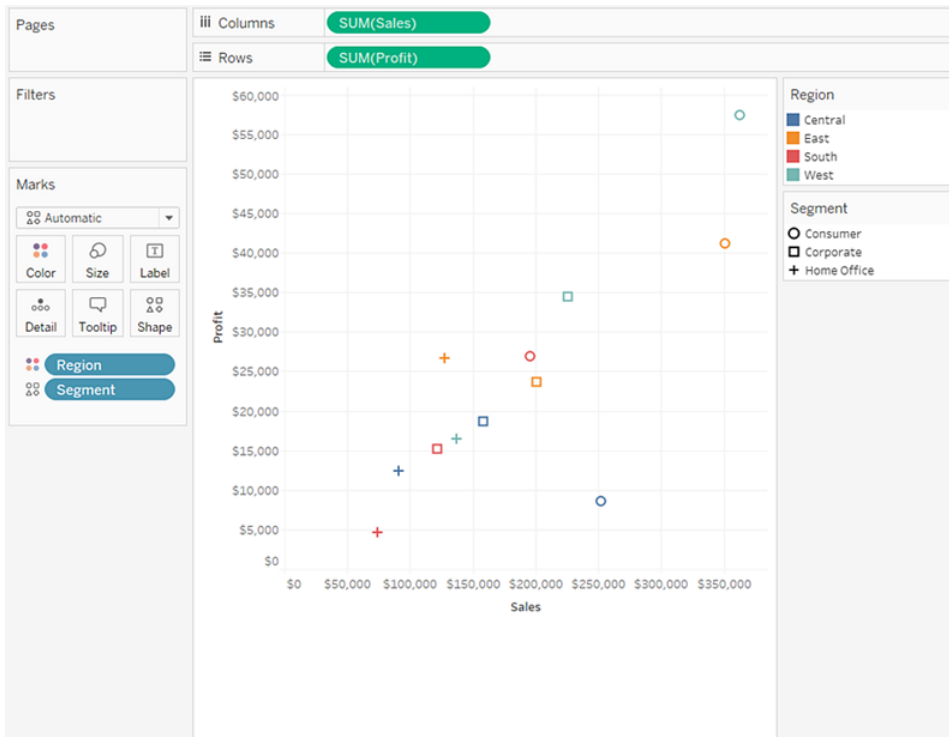 Pages
Columns
SUM(Sales)
Rows
SUM(Profit)
Filters
Marks
Automatic
Color
Size
Label
Detail
Tooltip
Shape
Region
Segment
$60,000
$55,000
$50,000
$45,000
$40,000
$35,000
$30,000
$25,000
$20,000
$15,000
$10,000
$5,000
$0
Profit
$0 $50,000 $100,000 $150,000 $200,000 $250,000 $300,000 $350,000
Sales
Region
Central
East
South
West
Segment
Consumer
Corporate
Home Office